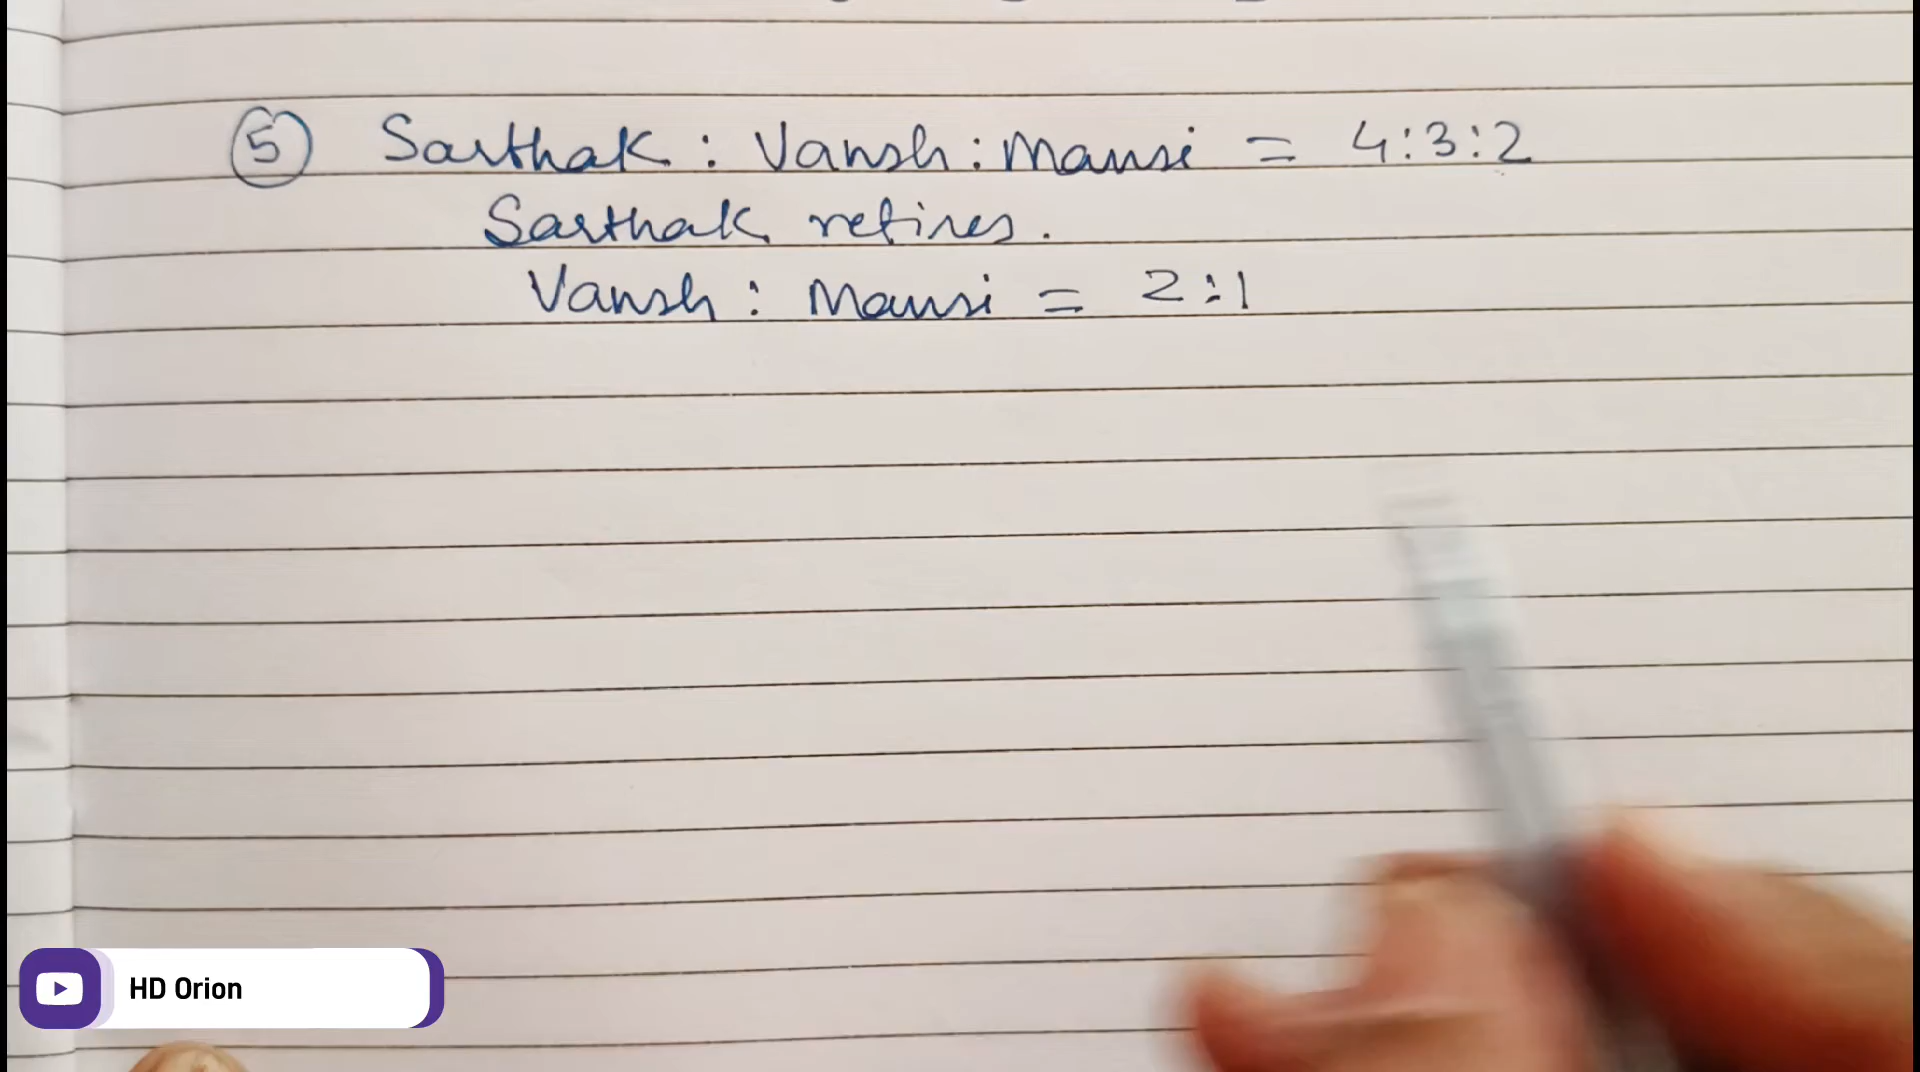 5 Sarthak : Vansh : Mansi = 4:3:2
Sarthak retires.
Vansh : Mansi = 2:1
HD Orion